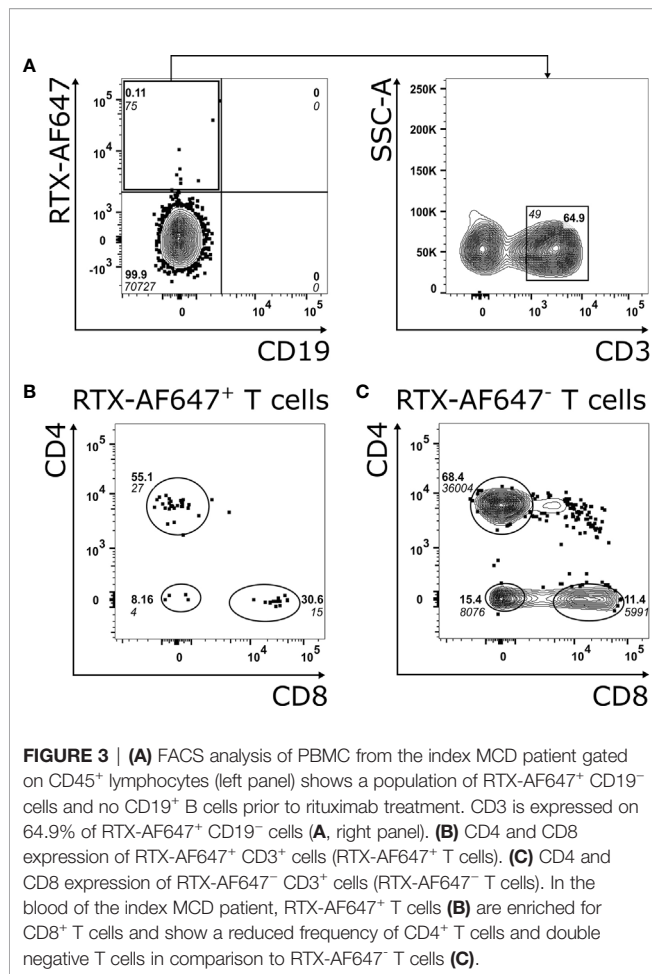 A
RTX-AF647
10^5
10^4
10^3
0
-10^3
0.11
75
0
0
99.9
70727
0
0
0
10^4
10^5
CD19
SSC-A
250K
200K
150K
100K
50K
0
49
64.9
0
10^3
10^4
10^5
CD3
B
RTX-AF647+ T cells
CD4
10^5
10^4
10^3
0
55.1
27
8.16
4
30.6
15
0
10^4
10^5
CD8
C
RTX-AF647- T cells
CD4
10^5
10^4
10^3
0
68.4
36004
15.4
8076
11.4
5991
0
10^4
10^5
CD8
FIGURE 3 | (A) FACS analysis of PBMC from the index MCD patient gated
on CD45+ lymphocytes (left panel) shows a population of RTX-AF647+ CD19−
cells and no CD19+ B cells prior to rituximab treatment. CD3 is expressed on
64.9% of RTX-AF647+ CD19− cells (A, right panel). (B) CD4 and CD8
expression of RTX-AF647+ CD3+ cells (RTX-AF647+ T cells). (C) CD4 and
CD8 expression of RTX-AF647− CD3+ cells (RTX-AF647− T cells). In the
blood of the index MCD patient, RTX-AF647+ T cells (B) are enriched for
CD8+ T cells and show a reduced frequency of CD4+ T cells and double
negative T cells in comparison to RTX-AF647- T cells (C).